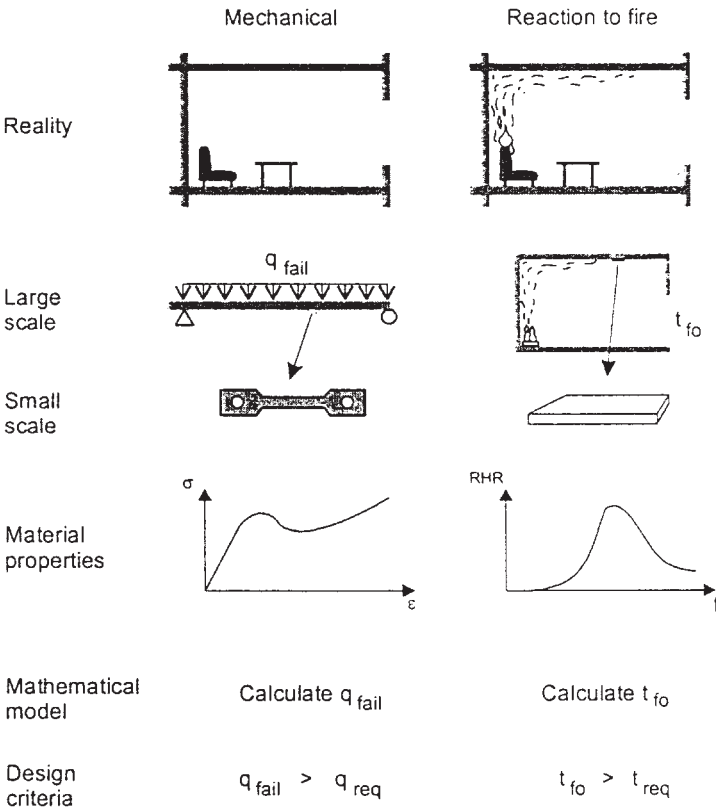 Mechanical
Reaction to fire
Reality
Large
scale
q fail
t fo
Small
scale
Material
properties
σ
ε
RHR
t
Mathematical
model
Calculate q fail
Calculate t fo
Design
criteria
q fail > q req
t fo > t req